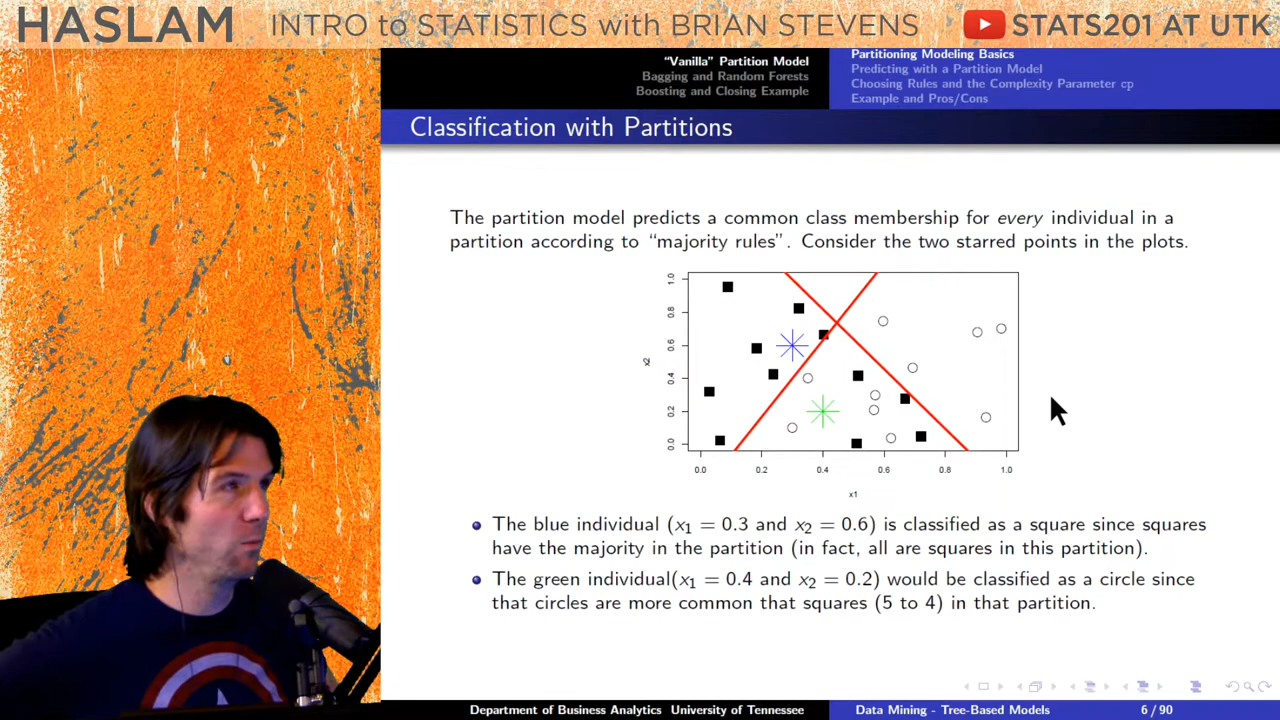 HASLAM INTRO to STATISTICS with BRIAN STEVENS STATS201 AT UTK
"Vanilla" Partition Model
Bagging and Random Forests
Boosting and Closing Example
Partitioning Modeling Basics
Predicting with a Partition Model
Choosing Rules and the Complexity Parameter cp
Example and Pros/Cons
Classification with Partitions
The partition model predicts a common class membership for every individual in a
partition according to "majority rules". Consider the two starred points in the plots.
x2
1.0
0.8
0.6
0.4
0.2
0.0
0.0 0.2 0.4 0.6 0.8 1.0
x1
The blue individual (x₁ = 0.3 and x₂ = 0.6) is classified as a square since squares
have the majority in the partition (in fact, all are squares in this partition).
The green individual(x₁ = 0.4 and x₂ = 0.2) would be classified as a circle since
that circles are more common that squares (5 to 4) in that partition.
Department of Business Analytics University of Tennessee Data Mining - Tree-Based Models 6 / 90